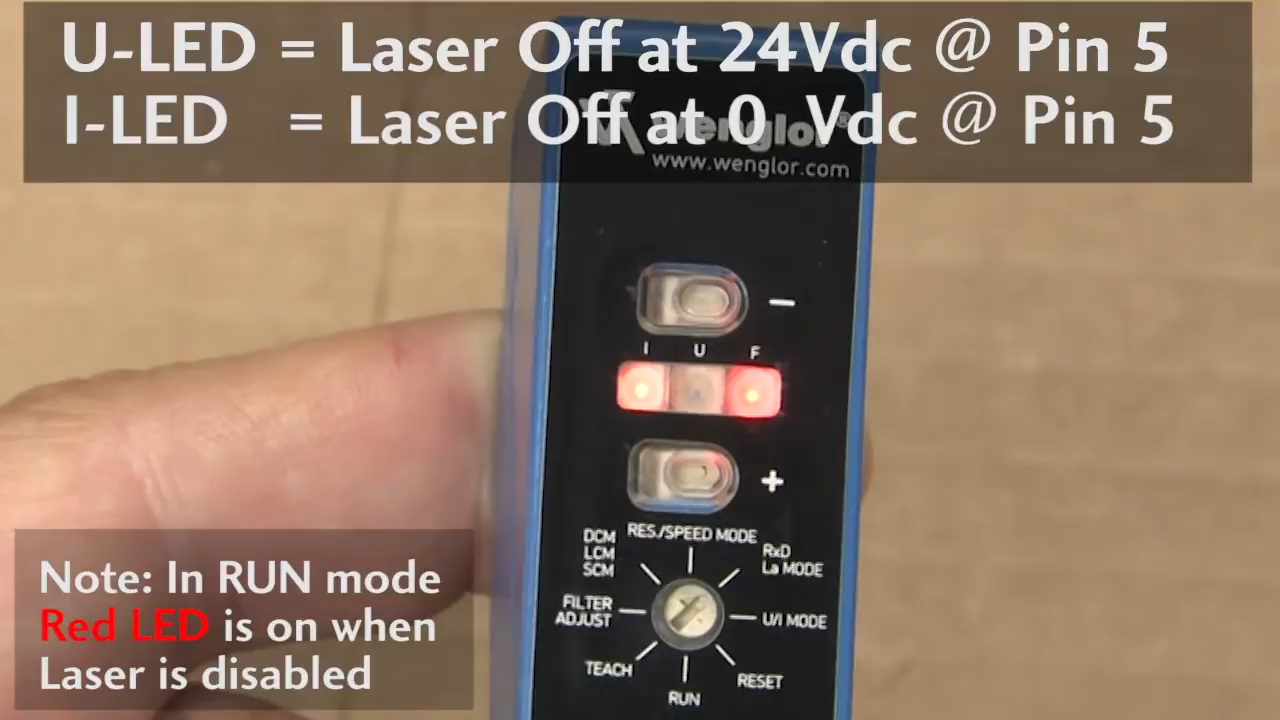 U-LED = Laser Off at 24Vdc @ Pin 5
I-LED = Laser Off at 0 Vdc @ Pin 5
wenglor®
www.wenglor.com
−
I U F
+
RES./SPEED MODE
DCM
LCM
SCM
RxD
La MODE
FILTER
ADJUST
U/I MODE
TEACH
RESET
RUN
Note: In RUN mode
Red LED is on when
Laser is disabled